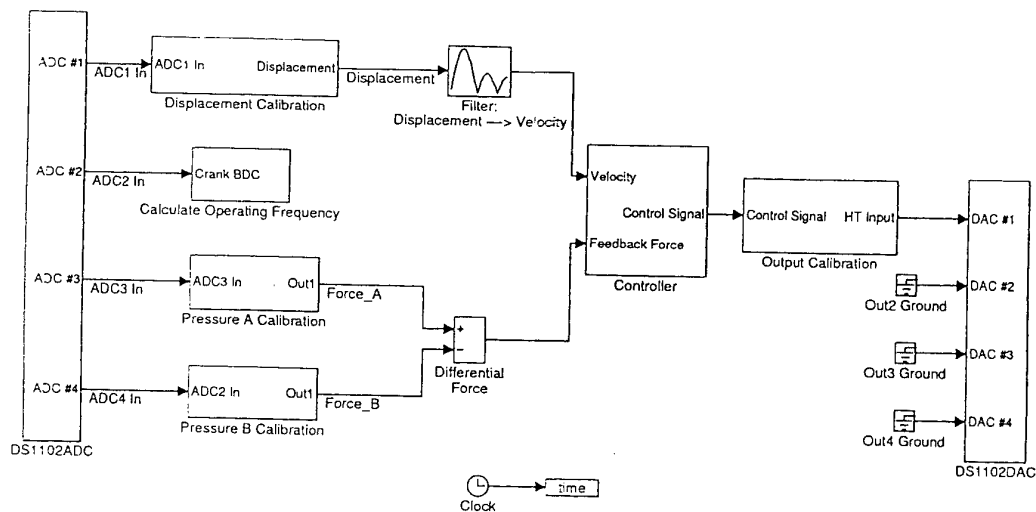 ADC #1
ADC1 In
ADC1 In
Displacement
Displacement Calibration
Displacement
Filter:
Displacement —> Velocity
ADC #2
ADC2 In
Crank BDC
Calculate Operating Frequency
ADC #3
ADC3 In
ADC3 In
Out1
Pressure A Calibration
Force_A
ADC #4
ADC4 In
ADC2 In
Out1
Pressure B Calibration
Force_B
DS1102ADC
+
−
Differential
Force
Velocity
Control Signal
Feedback Force
Controller
Control Signal
HT Input
Output Calibration
DAC #1
Out2 Ground
DAC #2
Out3 Ground
DAC #3
Out4 Ground
DAC #4
DS1102DAC
Clock
time